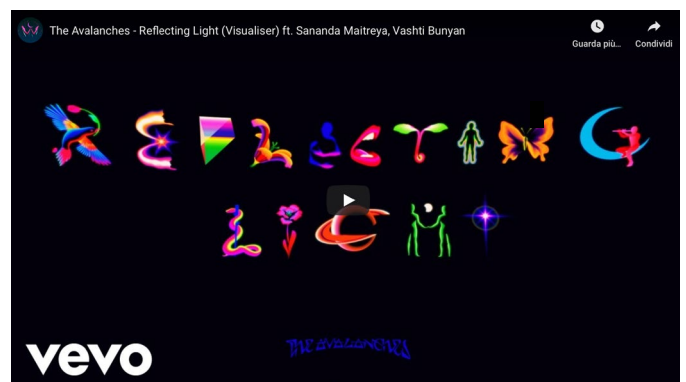 The Avalanches - Reflecting Light (Visualiser) ft. Sananda Maitreya, Vashti Bunyan
Guarda più...
Condividi
REFLECTING
LIGHT
vevo
THE AVALANCHES